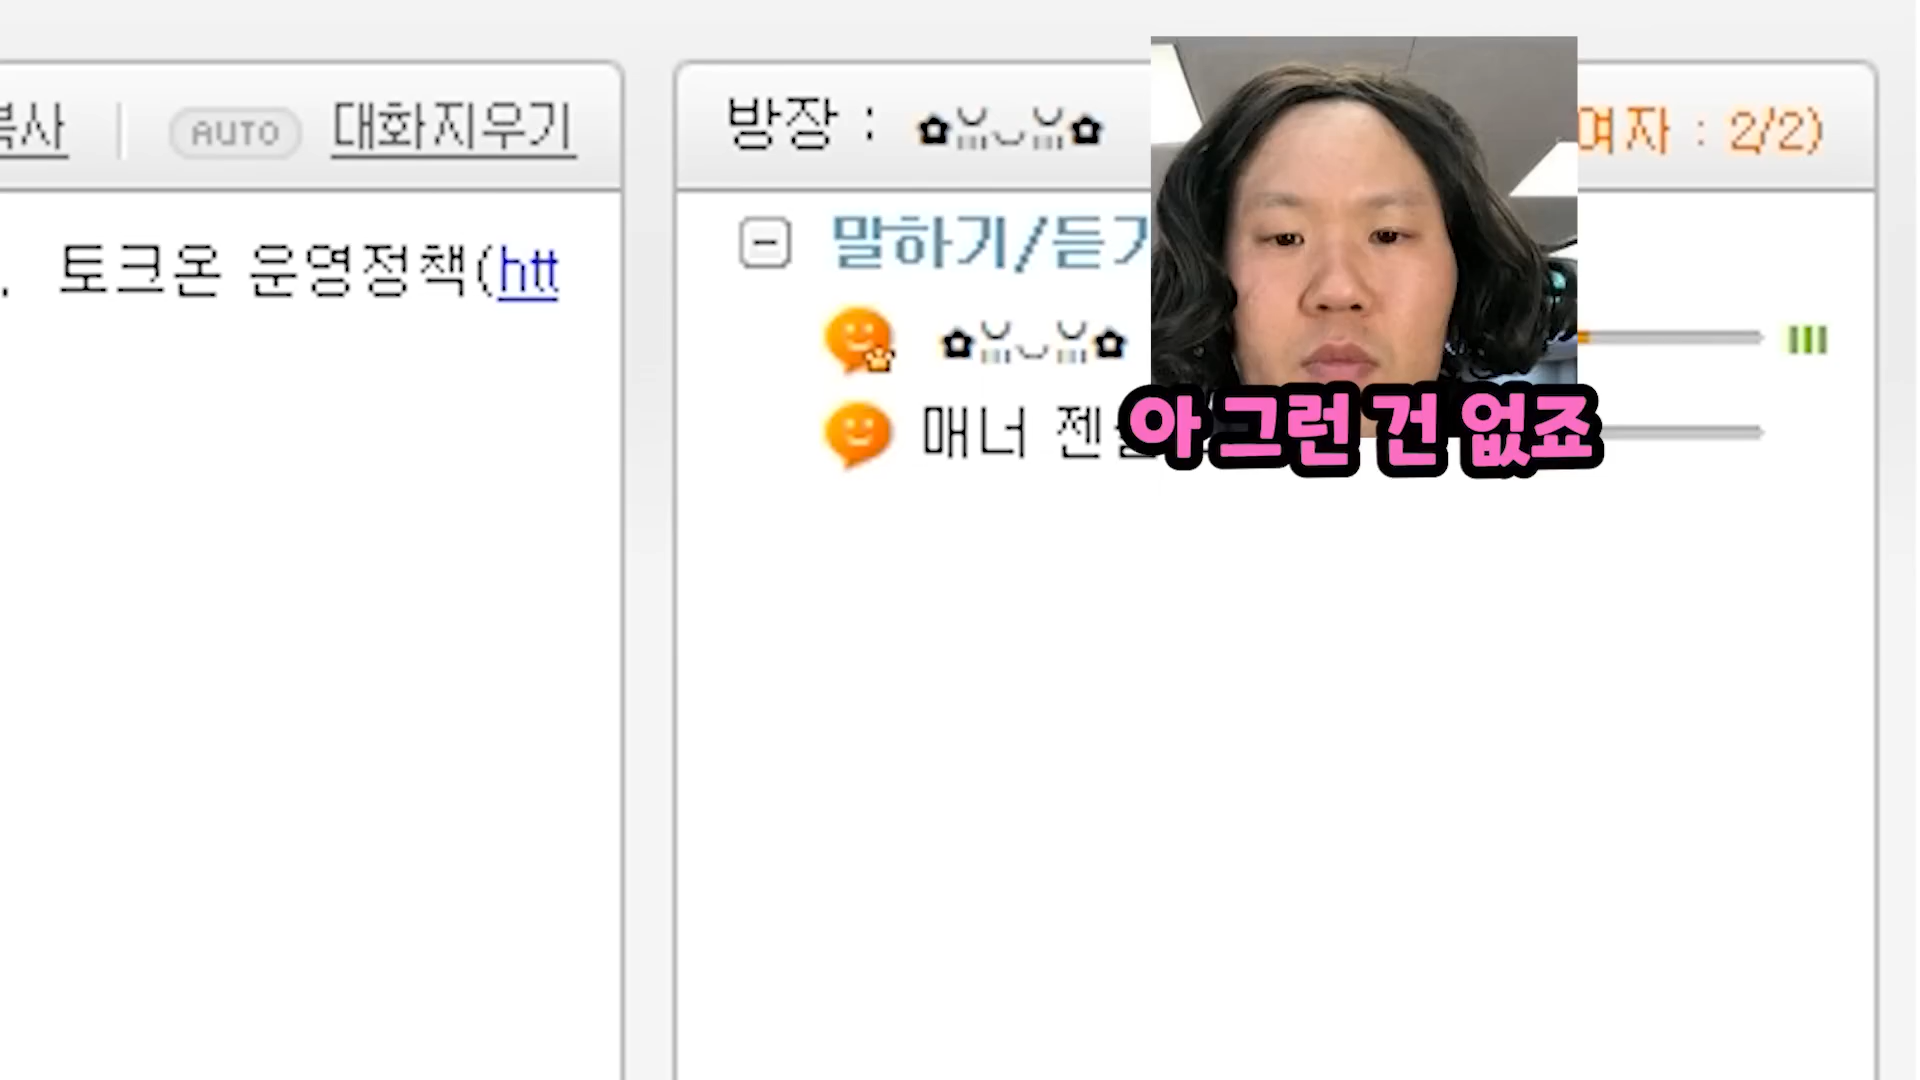 복사 AUTO 대화지우기
토크온 운영정책(htt
방장 : ✿ ✿
여자 : 2/2)
말하기/듣기
매너
아 그런 건 없죠